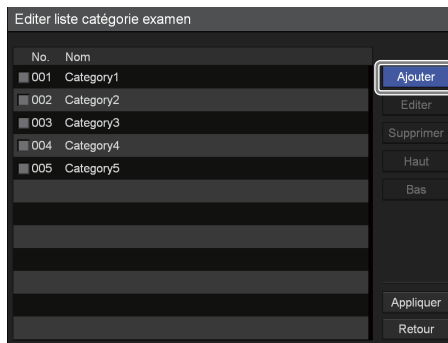 Editer liste catégorie examen
No. Nom
001 Category1
002 Category2
003 Category3
004 Category4
005 Category5
Ajouter
Editer
Supprimer
Haut
Bas
Appliquer
Retour